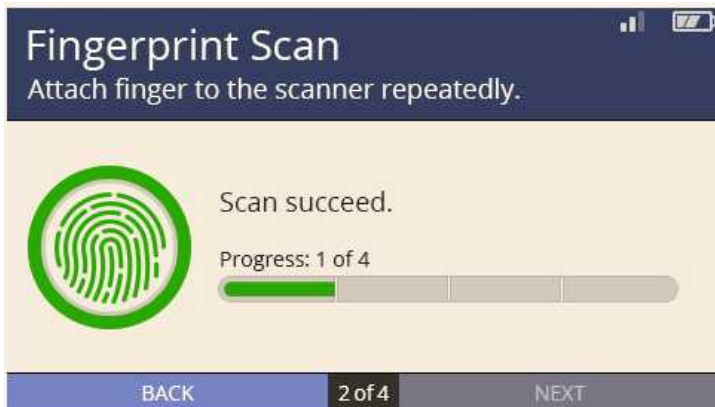 Fingerprint Scan
Attach finger to the scanner repeatedly.
Scan succeed.
Progress: 1 of 4
BACK
2 of 4
NEXT